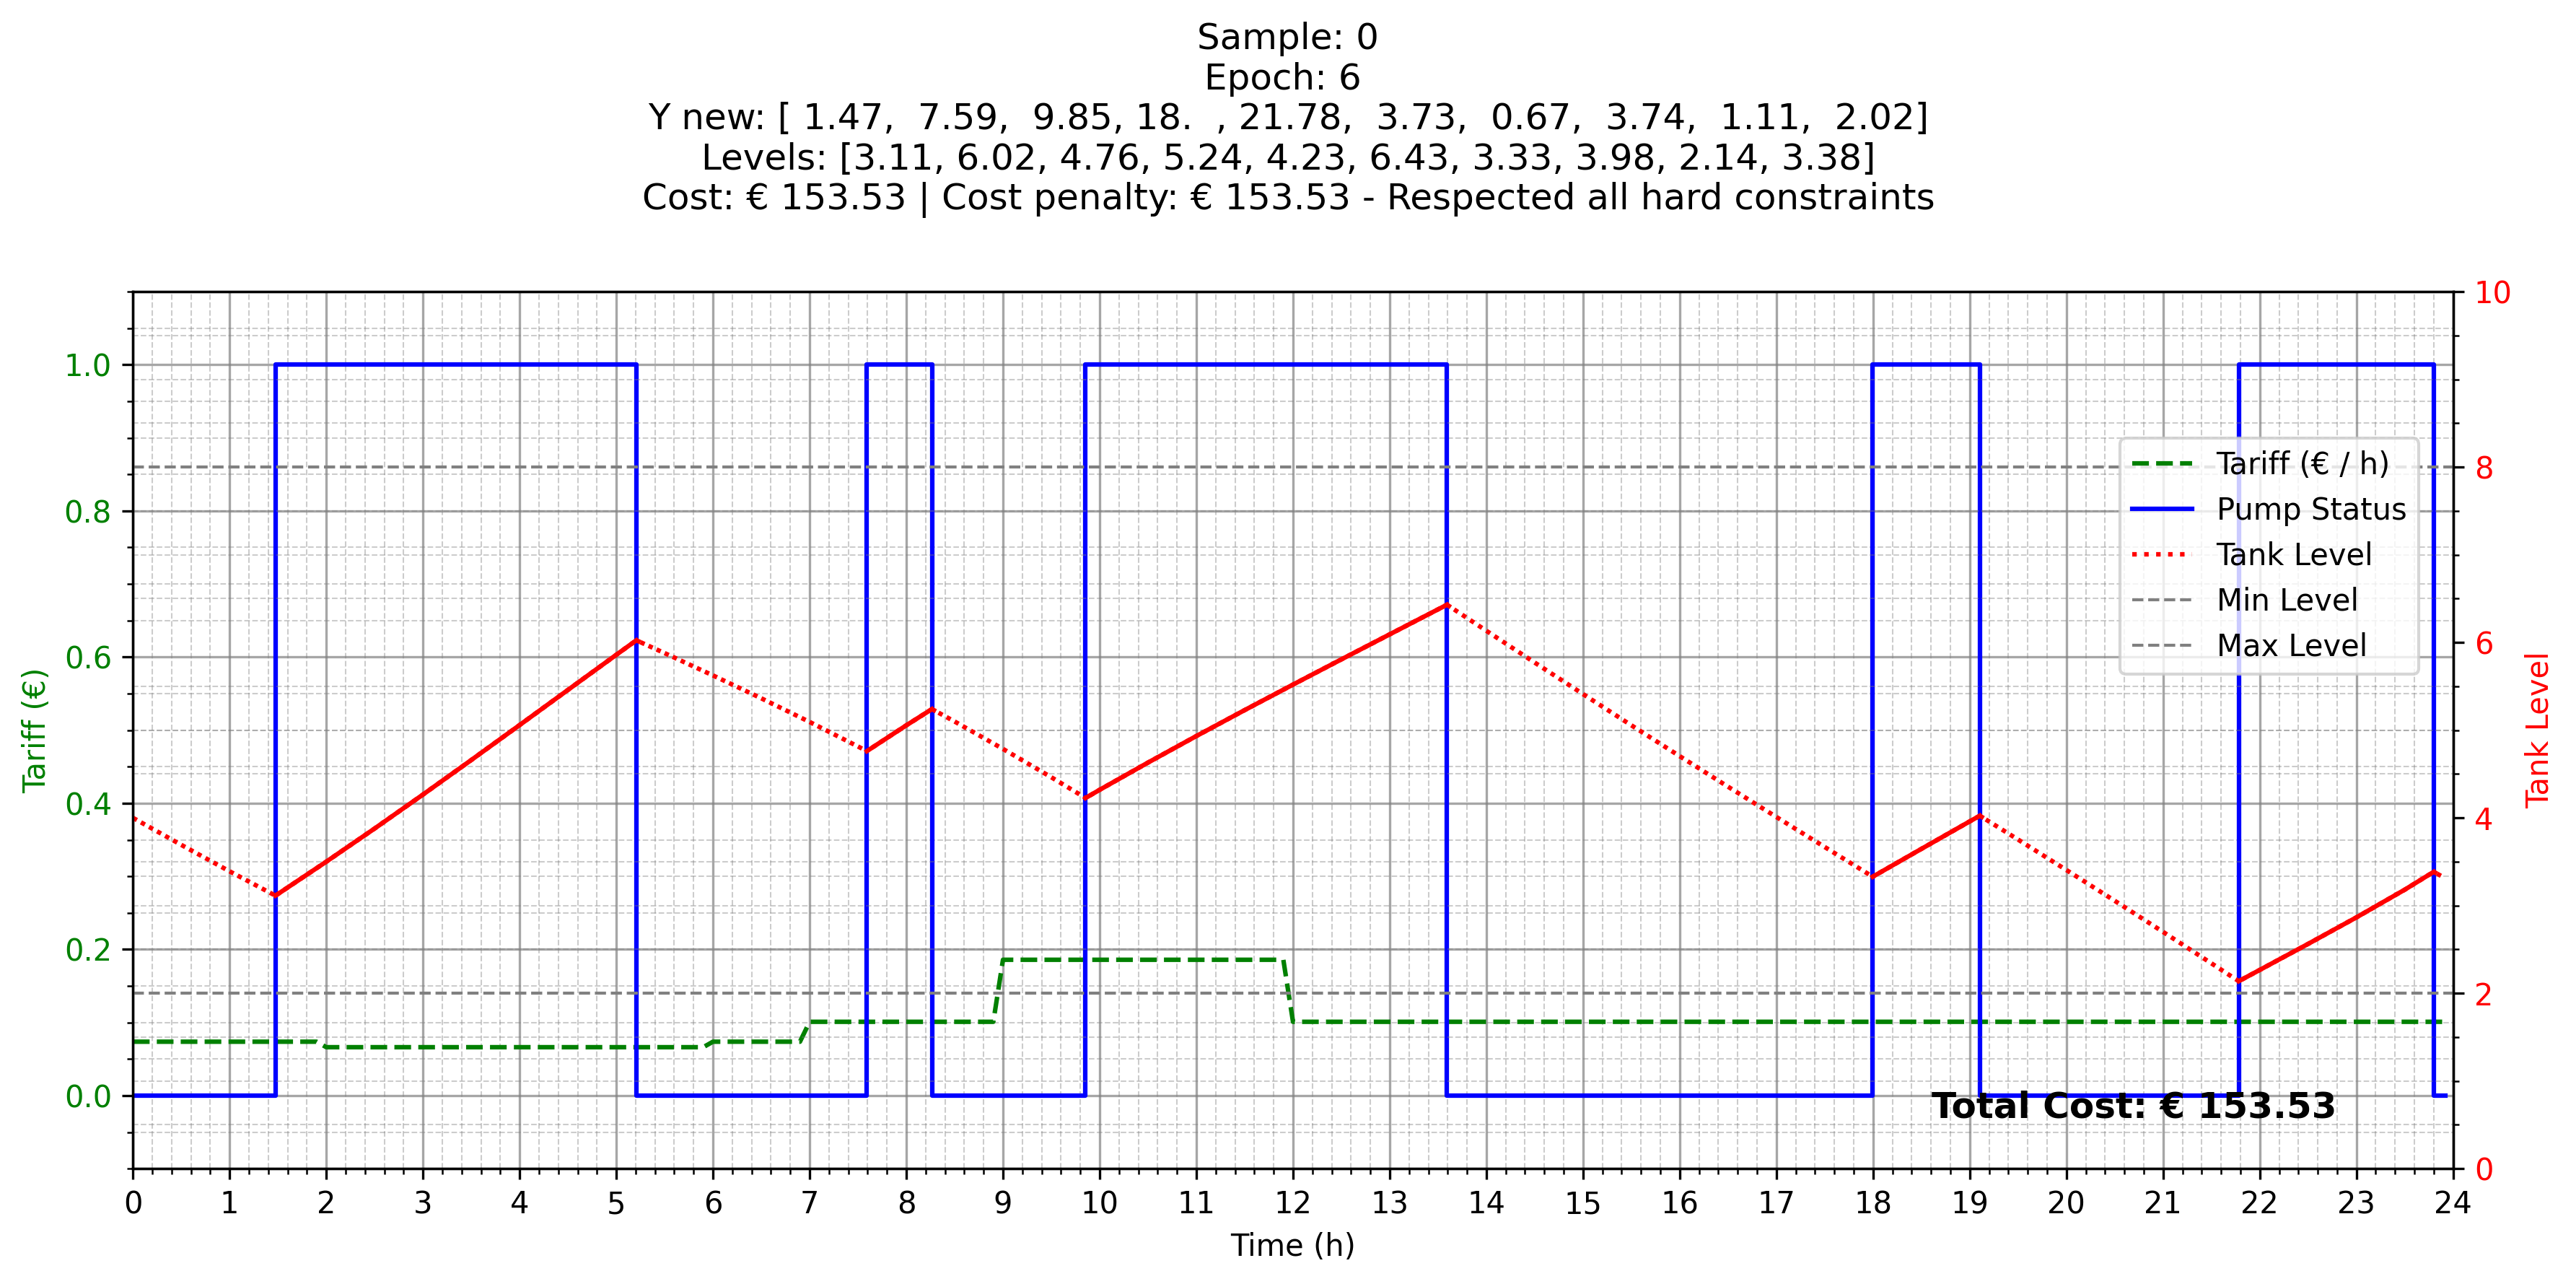 Sample: 0
Epoch: 6
Y new: [ 1.47,  7.59,  9.85, 18.  , 21.78,  3.73,  0.67,  3.74,  1.11,  2.02]
Levels: [3.11, 6.02, 4.76, 5.24, 4.23, 6.43, 3.33, 3.98, 2.14, 3.38]
Cost: € 153.53 | Cost penalty: € 153.53 - Respected all hard constraints
1.0
0.8
0.6
0.4
0.2
0.0
Tariff (€)
10
8
6
4
2
0
Tank Level
Tariff (€ / h)
Pump Status
Tank Level
Min Level
Max Level
Total Cost: € 153.53
0 1 2 3 4 5 6 7 8 9 10 11 12 13 14 15 16 17 18 19 20 21 22 23 24
Time (h)